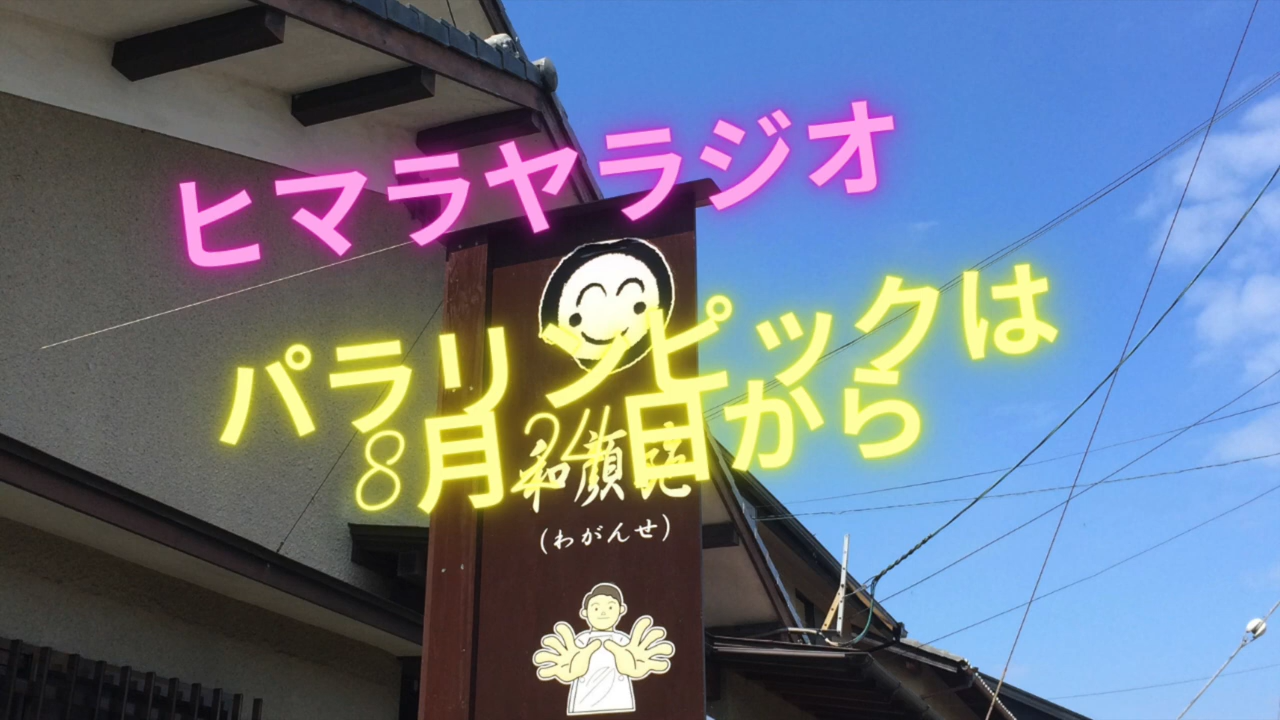 ヒマラヤラジオ
パラリンピックは
8月24日から
和顔施
(わがんせ)